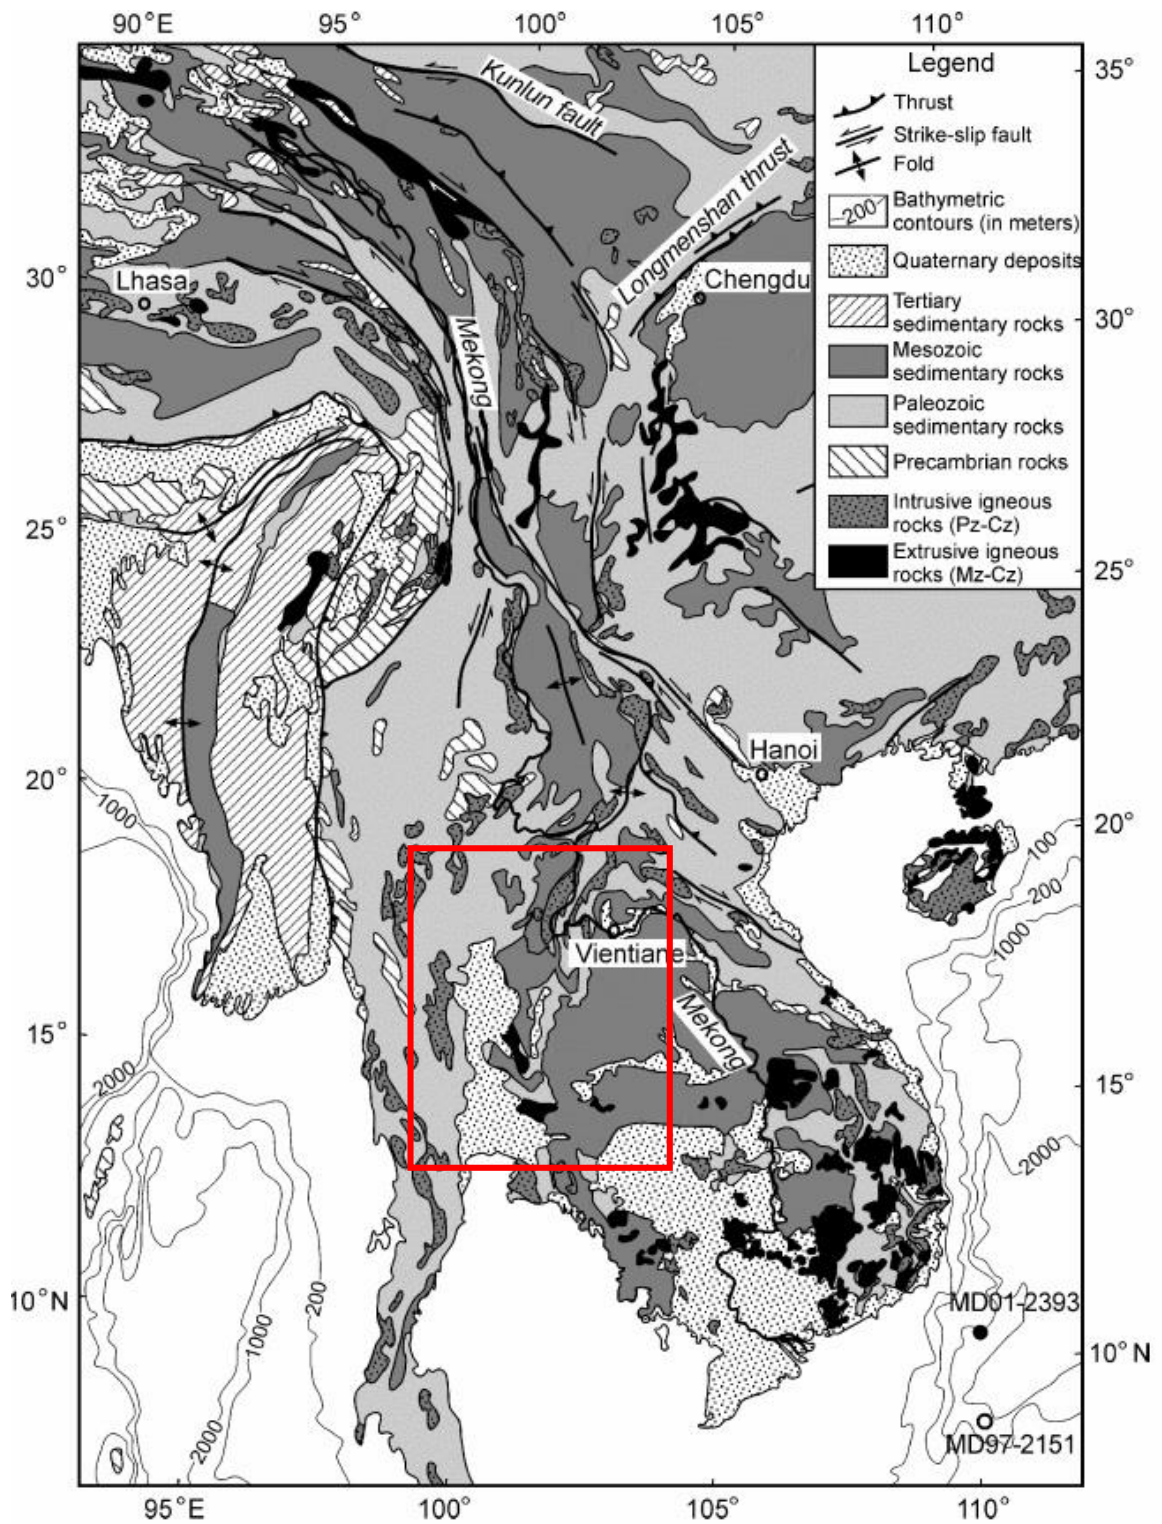 90°E 95° 100° 105° 110°
Legend
35°
Kunlun fault
Thrust
Strike-slip fault
Fold
Longmenshan thrust
200
Bathymetric
contours (in meters)
30°
Quaternary deposits
Lhasa
Chengdu
Tertiary
sedimentary rocks
30°
Mekong
Mesozoic
sedimentary rocks
Paleozoic
sedimentary rocks
Precambrian rocks
25°
Intrusive igneous
rocks (Pz-Cz)
Extrusive igneous
rocks (Mz-Cz)
25°
Hanoi
20°
1000
20°
100
200
1000
Vientiane
Mekong
15°
2000
15°
2000
10°N
200
1000
MD01-2393
10°N
2000
MD97-2151
95°E 100° 105° 110°